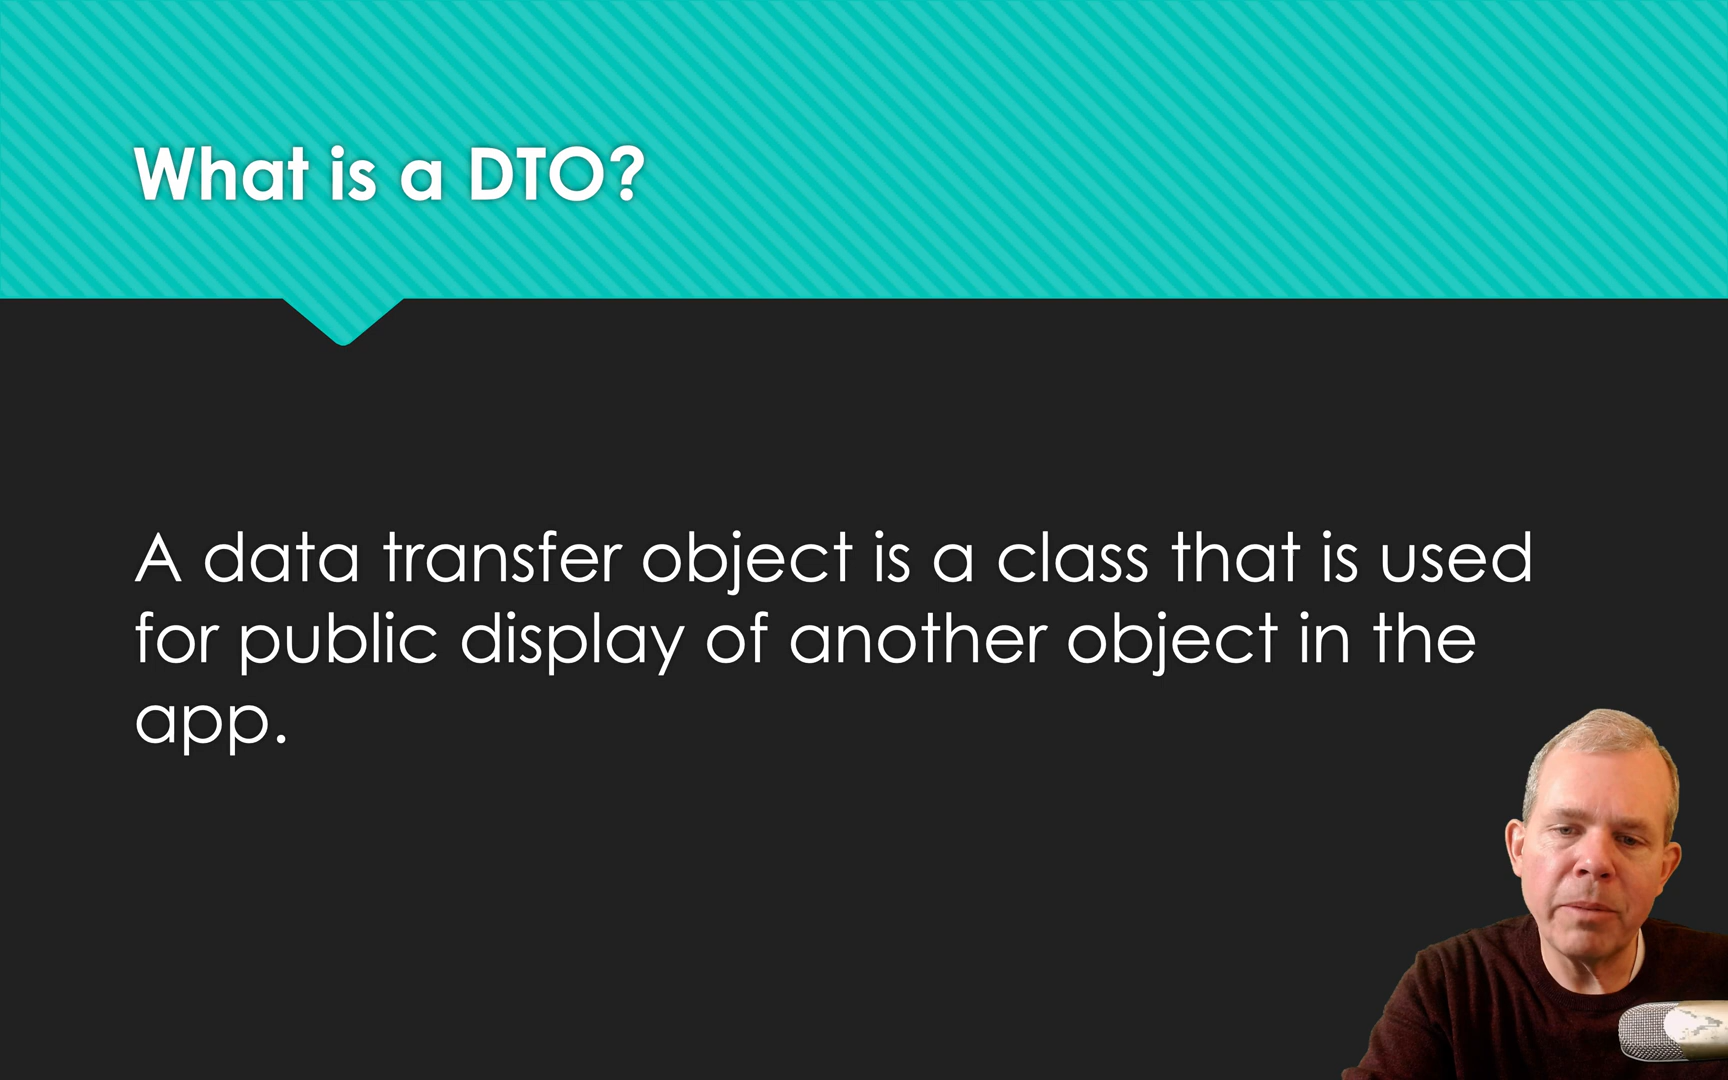 What is a DTO?
A data transfer object is a class that is used
for public display of another object in the
app.